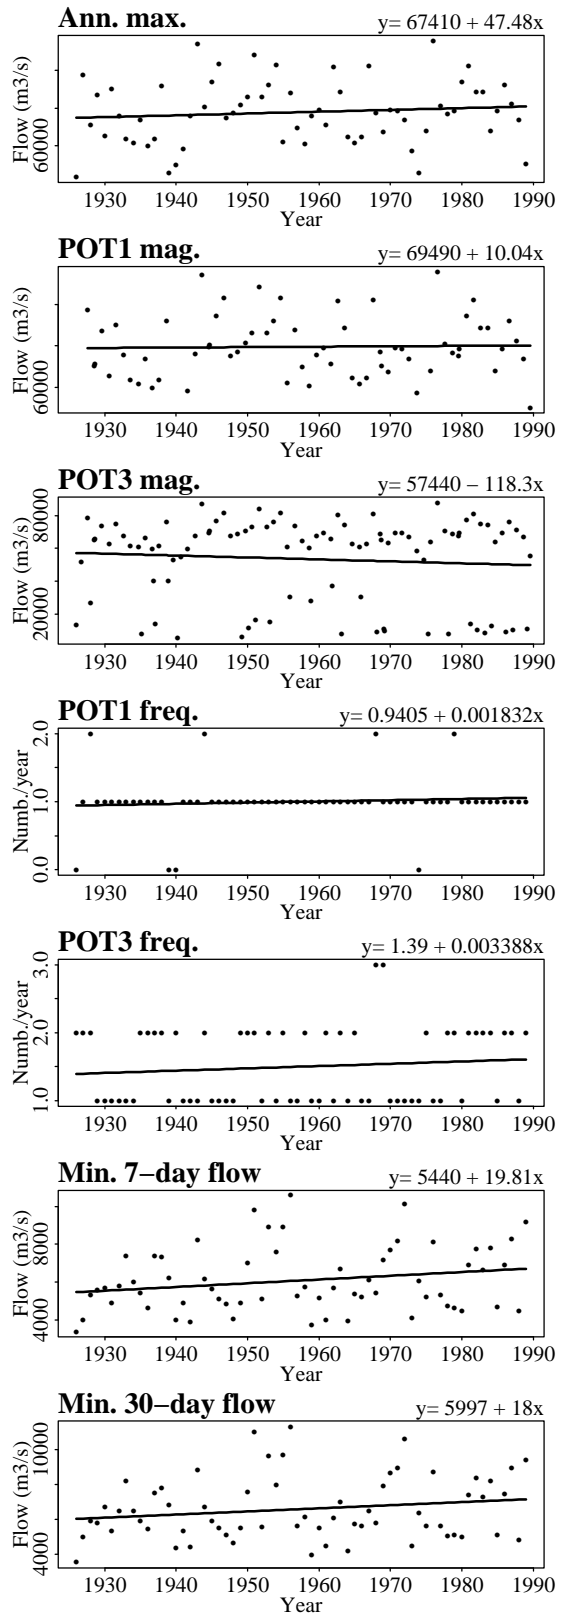 Ann. max. y= 67410 + 47.48x
Flow (m3/s)
60000
1930 1940 1950 1960 1970 1980 1990
Year
POT1 mag. y= 69490 + 10.04x
Flow (m3/s)
60000
1930 1940 1950 1960 1970 1980 1990
Year
POT3 mag. y= 57440 − 118.3x
Flow (m3/s)
80000
20000
1930 1940 1950 1960 1970 1980 1990
Year
POT1 freq. y= 0.9405 + 0.001832x
Numb./year
2.0
1.0
0.0
1930 1940 1950 1960 1970 1980 1990
Year
POT3 freq. y= 1.39 + 0.003388x
Numb./year
3.0
2.0
1.0
1930 1940 1950 1960 1970 1980 1990
Year
Min. 7−day flow y= 5440 + 19.81x
Flow (m3/s)
8000
4000
1930 1940 1950 1960 1970 1980 1990
Year
Min. 30−day flow y= 5997 + 18x
Flow (m3/s)
10000
4000
1930 1940 1950 1960 1970 1980 1990
Year